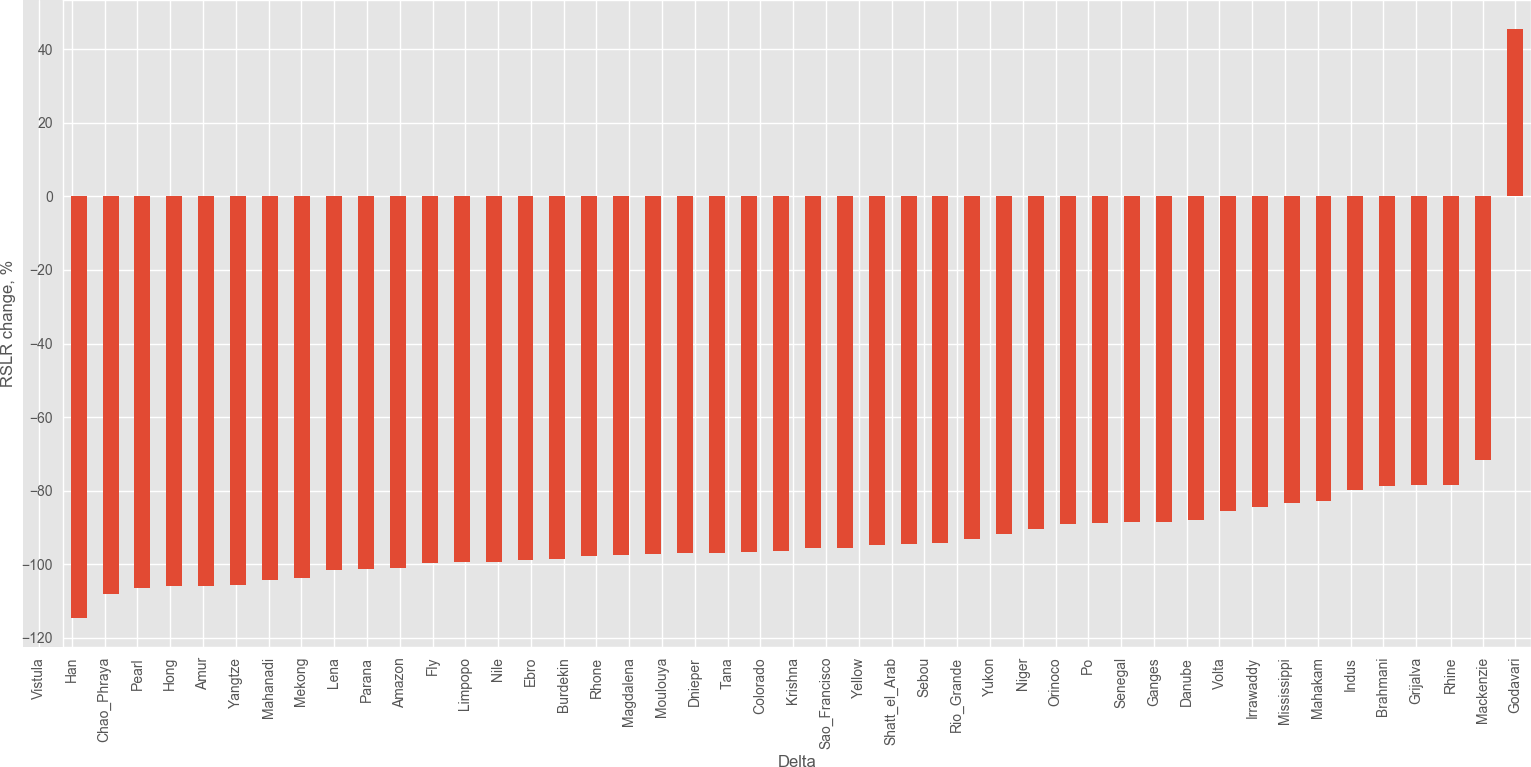 40
20
0
−20
−40
−60
−80
−100
−120
RSLR change, %
Vistula
Han
Chao_Phraya
Pearl
Hong
Amur
Yangtze
Mahanadi
Mekong
Lena
Parana
Amazon
Fly
Limpopo
Nile
Ebro
Burdekin
Rhone
Magdalena
Moulouya
Dnieper
Tana
Colorado
Krishna
Sao_Francisco
Yellow
Shatt_el_Arab
Sebou
Rio_Grande
Yukon
Niger
Orinoco
Po
Senegal
Ganges
Danube
Volta
Irrawaddy
Mississippi
Mahakam
Indus
Brahmani
Grijalva
Rhine
Mackenzie
Godavari
Delta